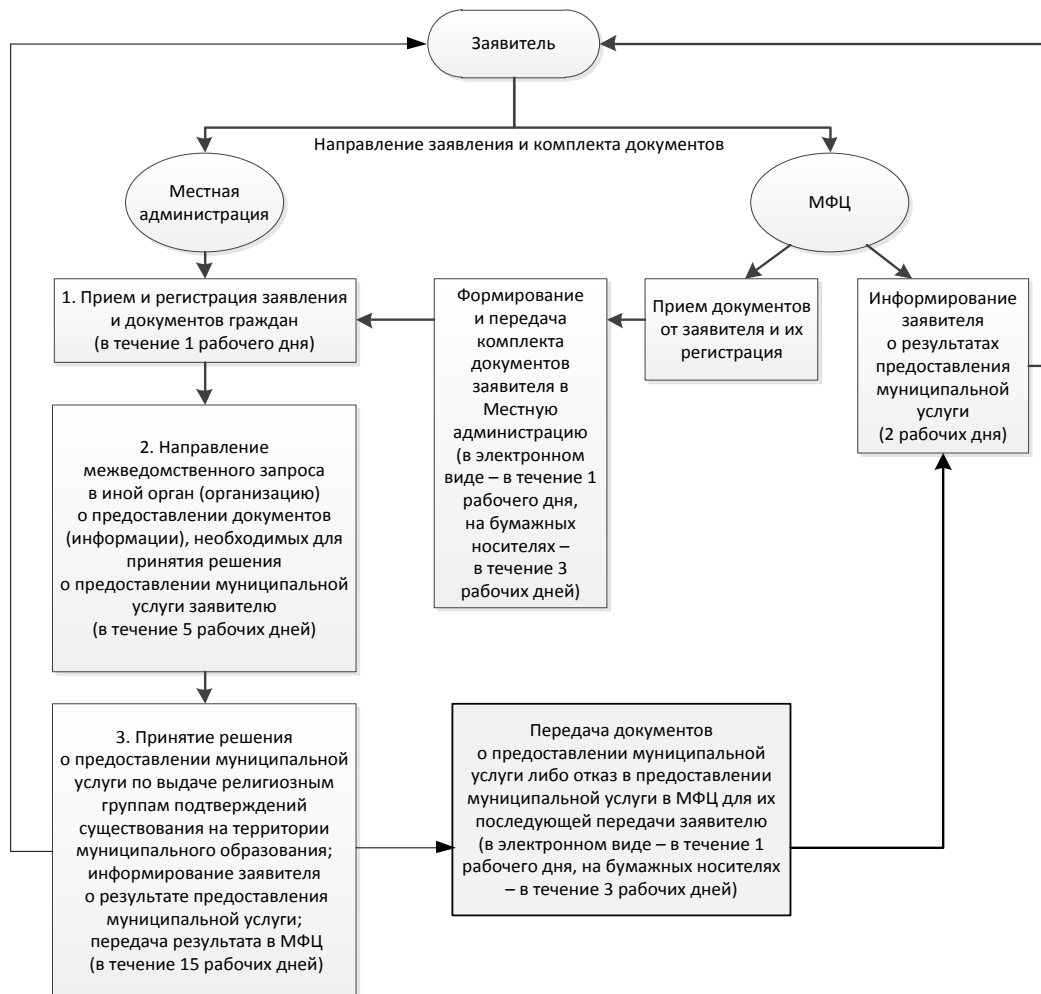 Заявитель
Направление заявления и комплекта документов
Местная
администрация
МФЦ
1. Прием и регистрация заявления
и документов граждан
(в течение 1 рабочего дня)
Формирование
и передача
комплекта
документов
заявителя в
Местную
администрацию
(в электронном
виде – в течение 1
рабочего дня,
на бумажных
носителях –
в течение 3
рабочих дней)
Прием документов
от заявителя и их
регистрация
Информирование
заявителя
о результатах
предоставления
муниципальной
услуги
(2 рабочих дня)
2. Направление
межведомственного запроса
в иной орган (организацию)
о предоставлении документов
(информации), необходимых для
принятия решения
о предоставлении муниципальной
услуги заявителю
(в течение 5 рабочих дней)
3. Принятие решения
о предоставлении муниципальной
услуги по выдаче религиозным
группам подтверждений
существования на территории
муниципального образования;
информирование заявителя
о результате предоставления
муниципальной услуги;
передача результата в МФЦ
(в течение 15 рабочих дней)
Передача документов
о предоставлении муниципальной
услуги либо отказ в предоставлении
муниципальной услуги в МФЦ для их
последующей передачи заявителю
(в электронном виде – в течение 1
рабочего дня, на бумажных носителях
– в течение 3 рабочих дней)